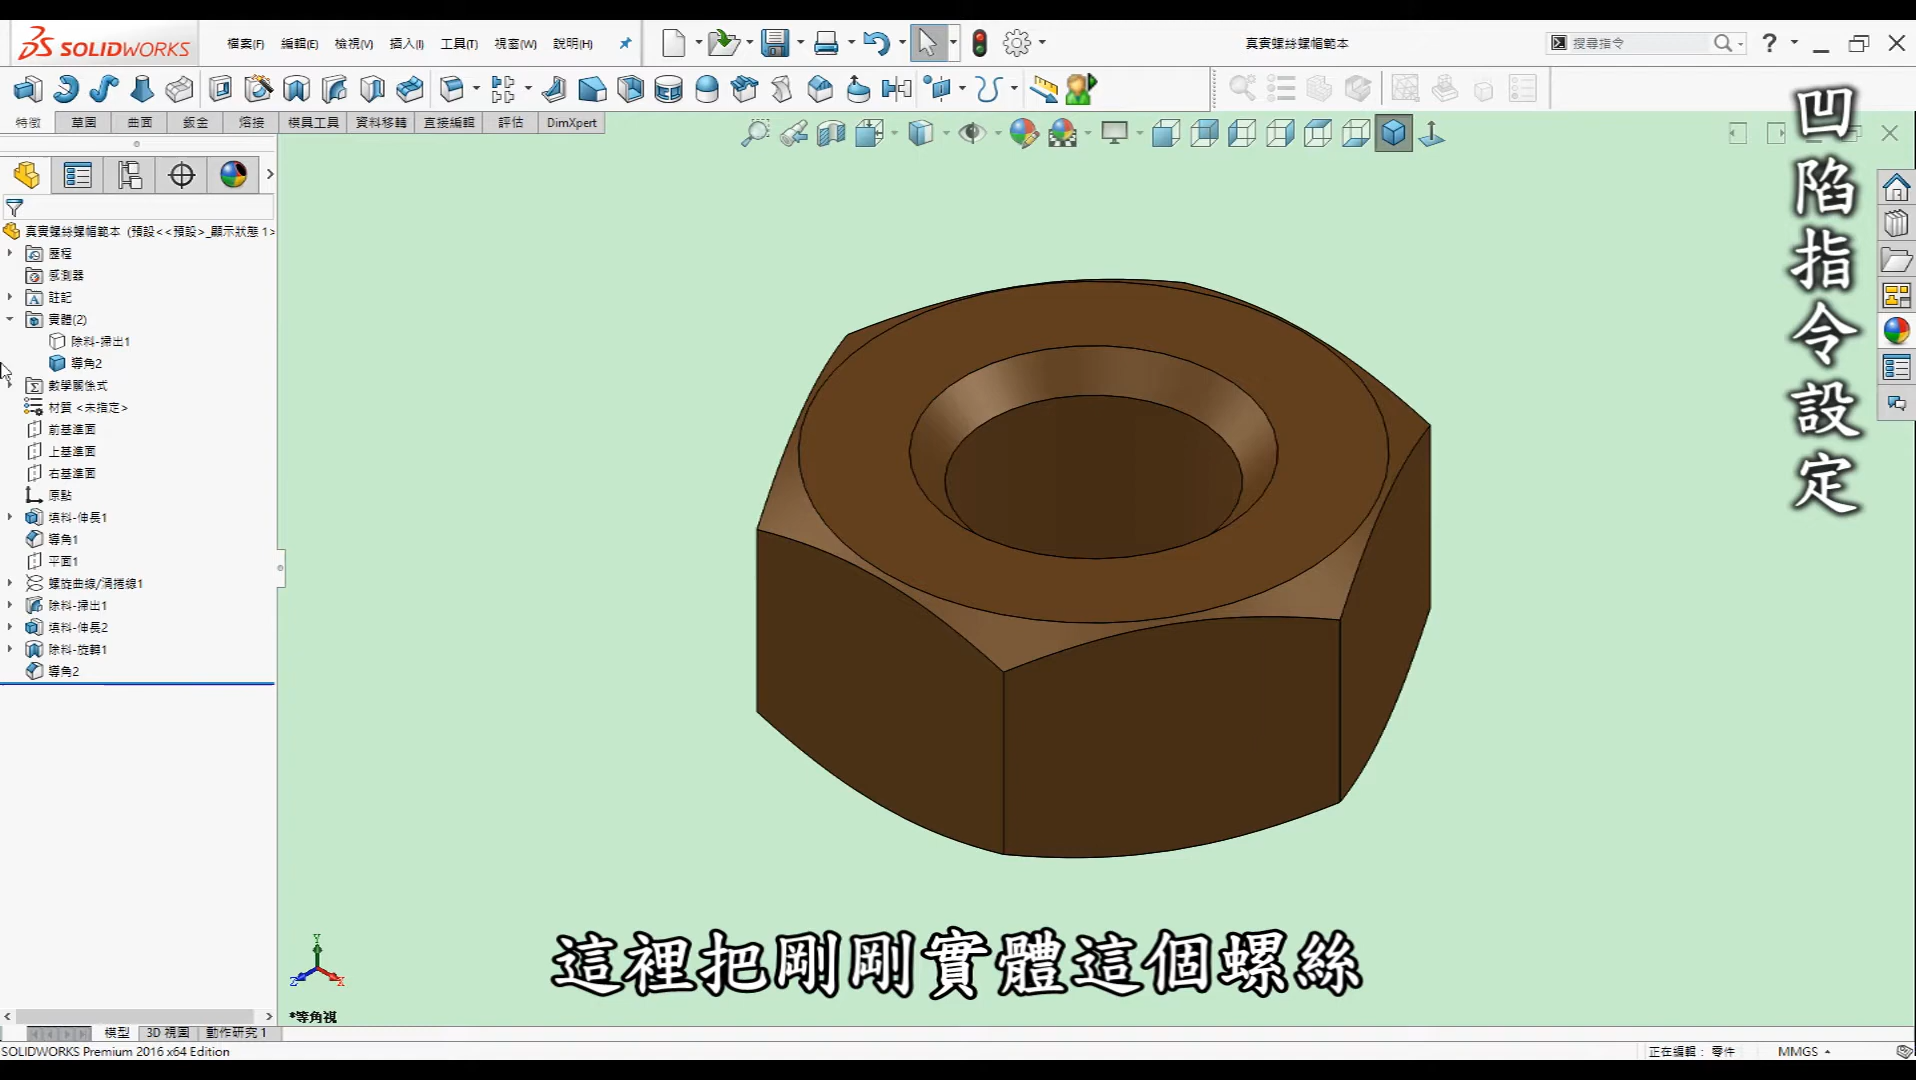 SOLIDWORKS
檔案(F) 編輯(E) 檢視(V) 插入(I) 工具(T) 視窗(W) 說明(H)
真實螺絲螺帽範本
搜尋指令
特徵 草圖 曲面 鈑金 熔接 模具工具 資料移轉 直接編輯 評估 DimXpert
真實螺絲螺帽範本 (預設<<預設>_顯示狀態 1>
歷程
感測器
註記
實體(2)
除料-掃出1
導角2
數學關係式
材質 <未指定>
前基準面
上基準面
右基準面
原點
填料-伸長1
導角1
平面1
螺旋曲線/渦捲線1
除料-掃出1
填料-伸長2
除料-旋轉1
導角2
凹陷指令設定
這裡把剛剛實體這個螺絲
Y
Z
X
*等角視
模型 3D 視圖 動作研究 1
SOLIDWORKS Premium 2016 x64 Edition
正在編輯: 零件
MMGS